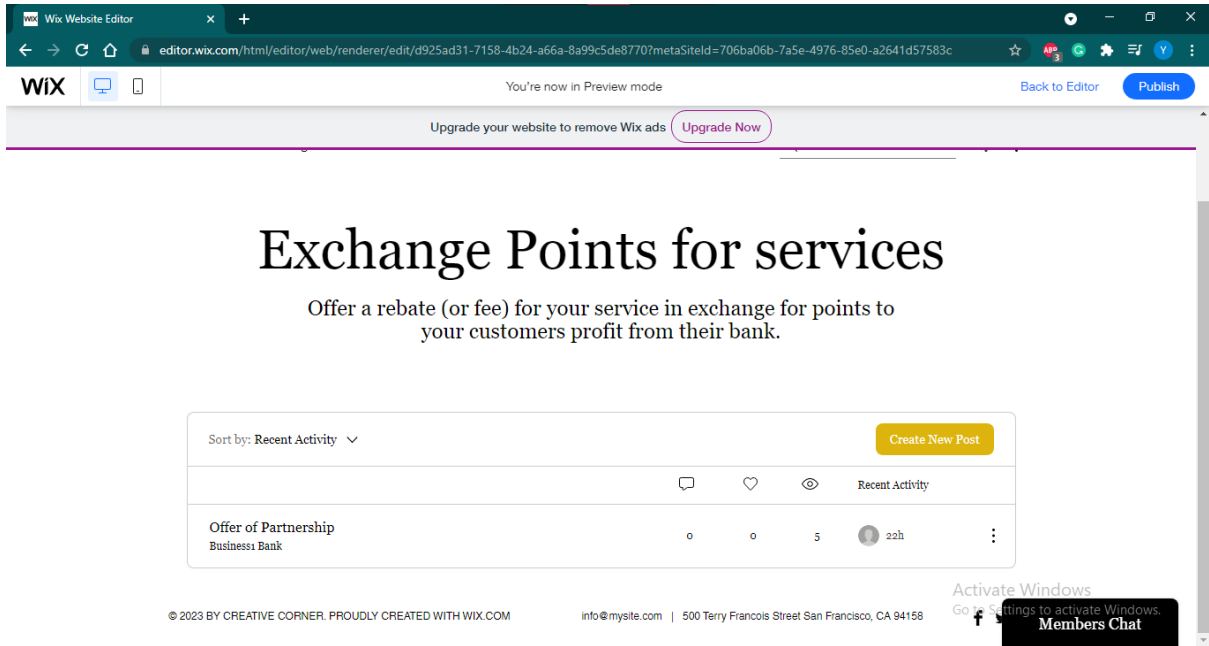 Wix Website Editor
editor.wix.com/html/editor/web/renderer/edit/d925ad31-7158-4b24-a66a-8a99c5de8770?metaSiteId=706ba06b-7a5e-4976-85e0-a2641d57583c
WiX You're now in Preview mode Back to Editor Publish
Upgrade your website to remove Wix ads Upgrade Now
Exchange Points for services
Offer a rebate (or fee) for your service in exchange for points to
your customers profit from their bank.
Sort by: Recent Activity Create New Post
Recent Activity
Offer of Partnership
Business1 Bank
0 0 5 22h
Activate Windows
© 2023 BY CREATIVE CORNER. PROUDLY CREATED WITH WIX.COM info@mysite.com | 500 Terry Francois Street San Francisco, CA 94158
Go to Settings to activate Windows.
Members Chat